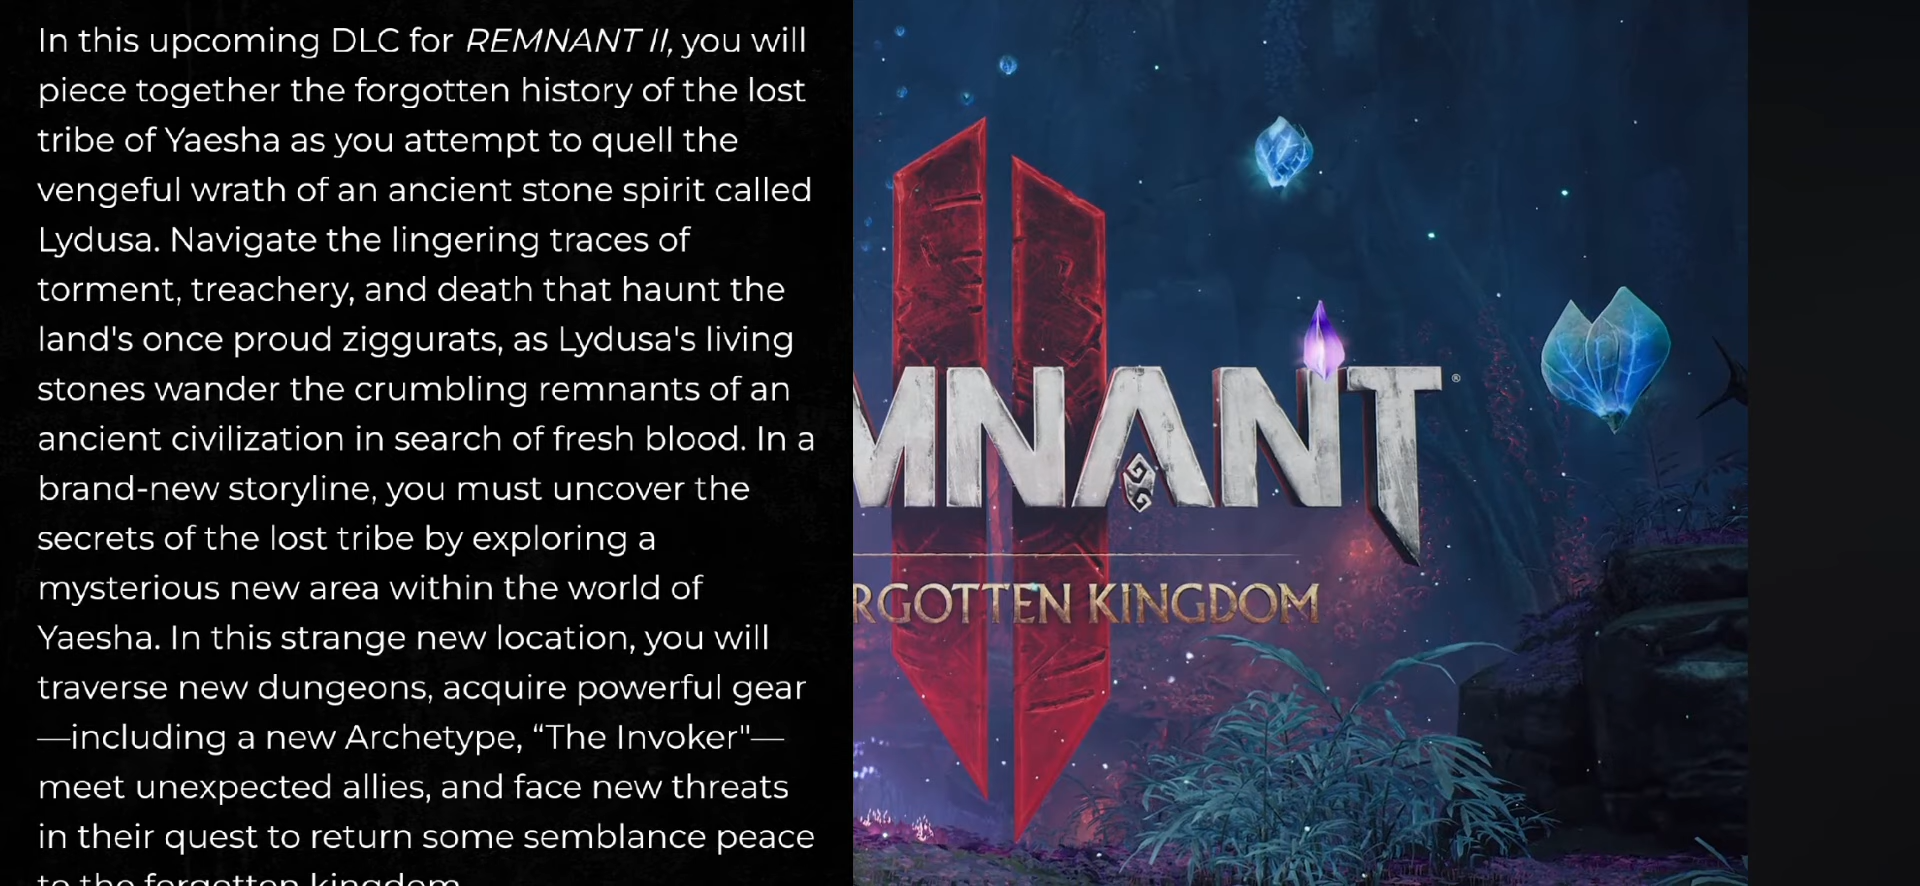 In this upcoming DLC for REMNANT II, you will
piece together the forgotten history of the lost
tribe of Yaesha as you attempt to quell the
vengeful wrath of an ancient stone spirit called
Lydusa. Navigate the lingering traces of
torment, treachery, and death that haunt the
land's once proud ziggurats, as Lydusa's living
stones wander the crumbling remnants of an
ancient civilization in search of fresh blood. In a
brand-new storyline, you must uncover the
secrets of the lost tribe by exploring a
mysterious new area within the world of
Yaesha. In this strange new location, you will
traverse new dungeons, acquire powerful gear
—including a new Archetype, “The Invoker"—
meet unexpected allies, and face new threats
in their quest to return some semblance peace
to the forgotten kingdom.
MNANT®
RGOTTEN KINGDOM